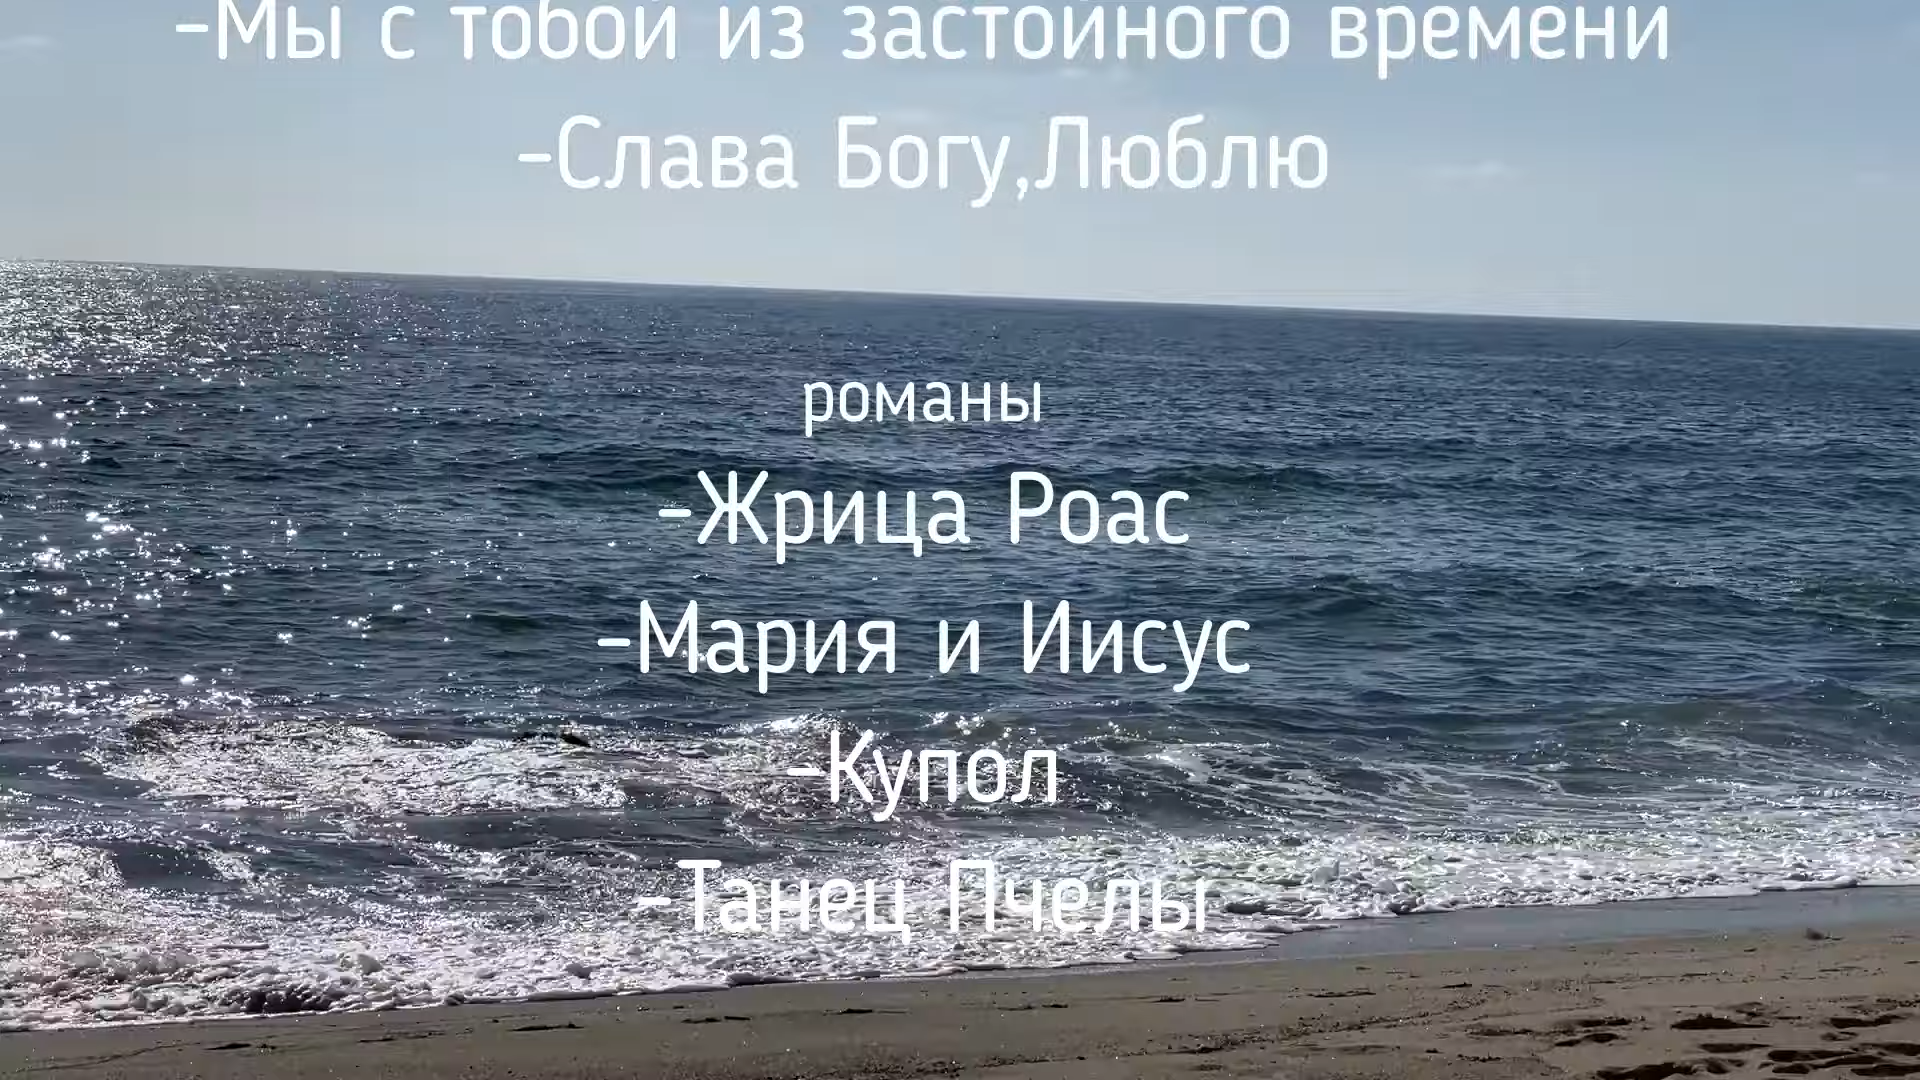 -Мы с тобой из застойного времени
-Слава Богу,Люблю
романы
-Жрица Роас
-Мария и Иисус
-Купол
-Танец Пчелы